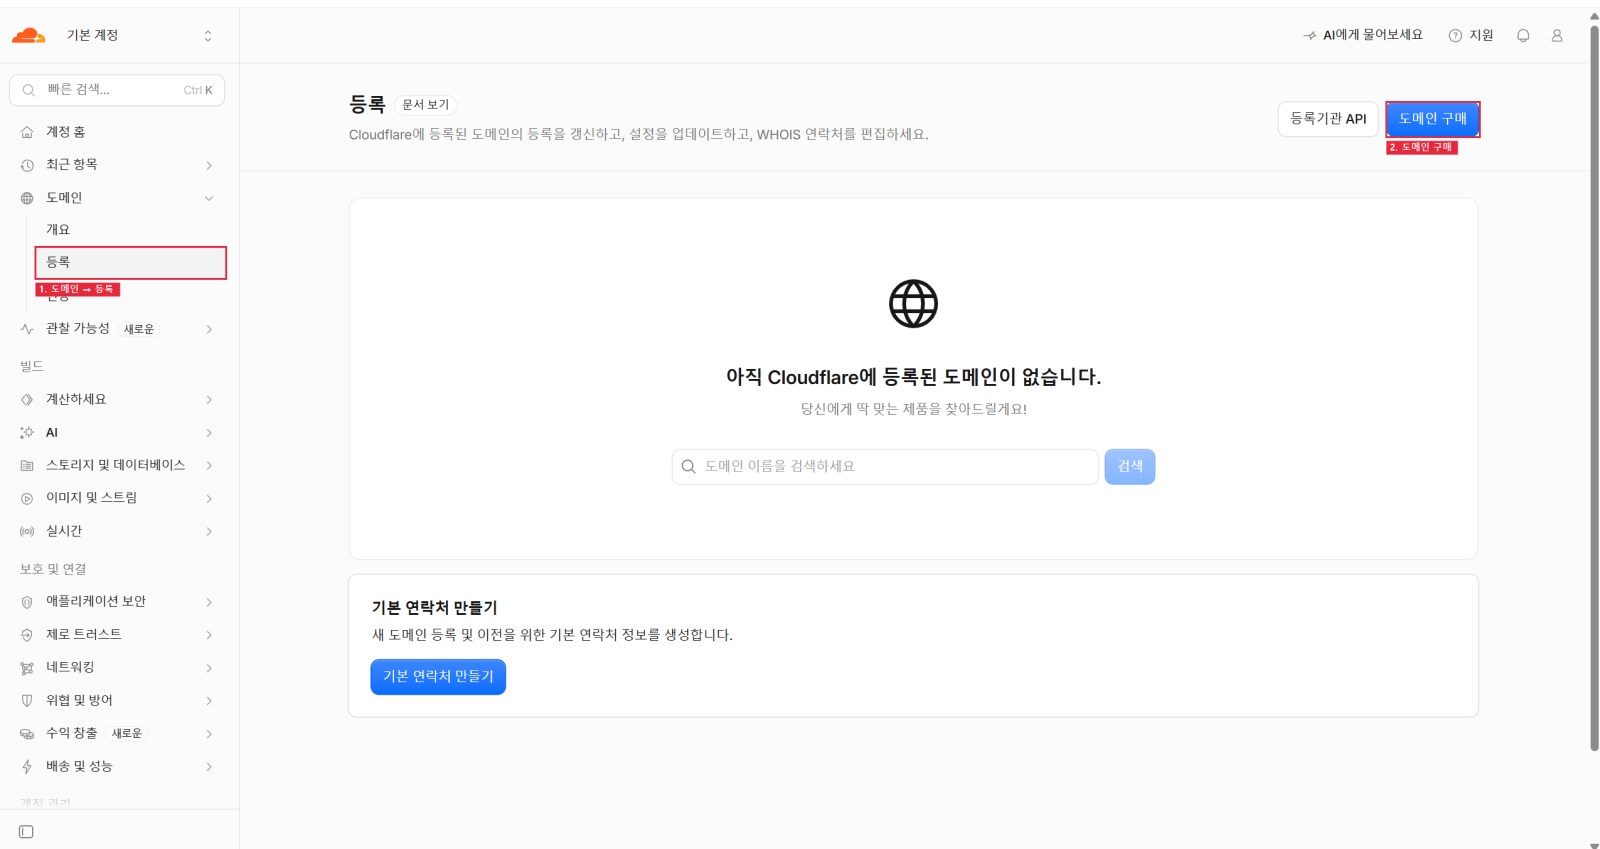 기본 계정
AI에게 물어보세요
지원
빠른 검색...
Ctrl K
계정 홈
최근 항목
도메인
개요
등록
1. 도메인 → 등록
관찰 가능성 새로운
빌드
계산하세요
AI
스토리지 및 데이터베이스
이미지 및 스트림
실시간
보호 및 연결
애플리케이션 보안
제로 트러스트
네트워킹
위협 및 방어
수익 창출 새로운
배송 및 성능
계정 관리
등록 문서 보기
Cloudflare에 등록된 도메인의 등록을 갱신하고, 설정을 업데이트하고, WHOIS 연락처를 편집하세요.
등록기관 API
도메인 구매
2. 도메인 구매
아직 Cloudflare에 등록된 도메인이 없습니다.
당신에게 딱 맞는 제품을 찾아드릴게요!
도메인 이름을 검색하세요
검색
기본 연락처 만들기
새 도메인 등록 및 이전을 위한 기본 연락처 정보를 생성합니다.
기본 연락처 만들기